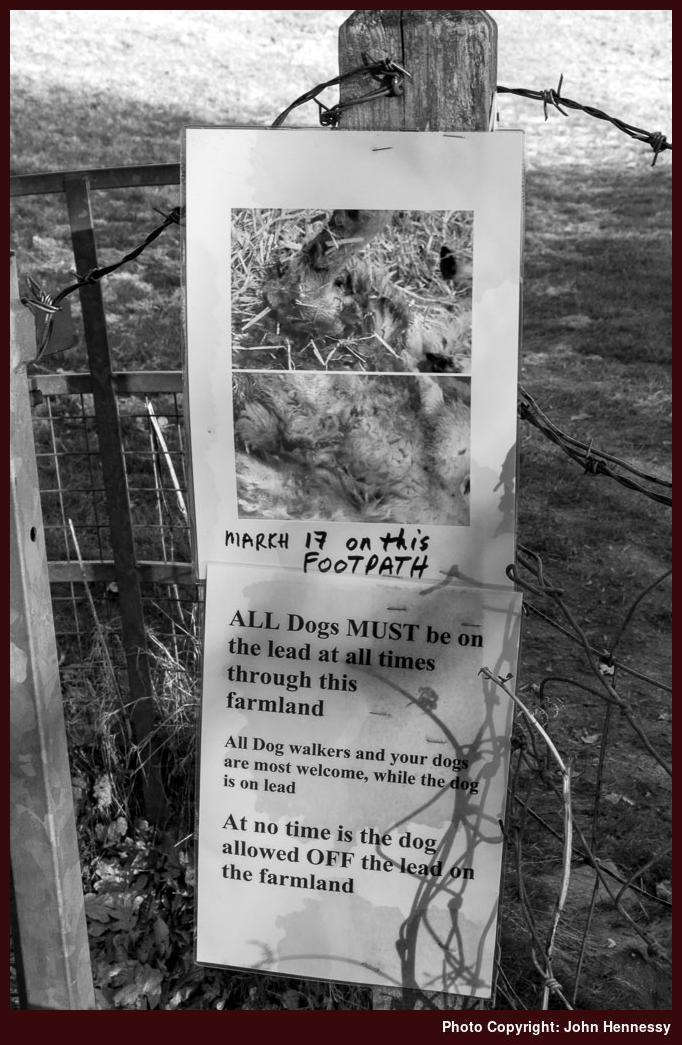 MARCH 17 on this
FOOTPATH
ALL Dogs MUST be on
the lead at all times
through this
farmland
All Dog walkers and your dogs
are most welcome, while the dog
is on lead
At no time is the dog
allowed OFF the lead on
the farmland
Photo Copyright: John Hennessy